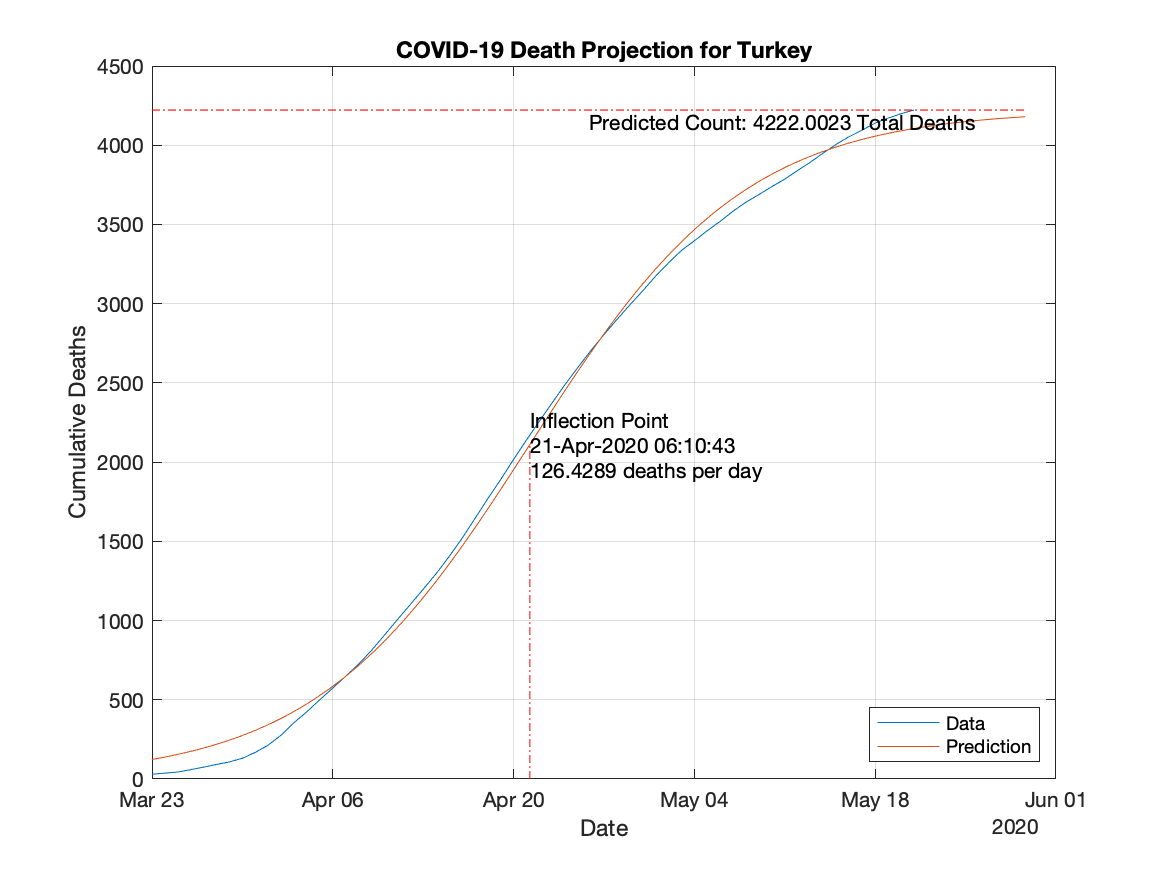 COVID-19 Death Projection for Turkey
4500
Predicted Count: 4222.0023 Total Deaths
4000
3500
3000
2500
Inflection Point
21-Apr-2020 06:10:43
126.4289 deaths per day
2000
1500
1000
500
0
Cumulative Deaths
Data
Prediction
Mar 23
Apr 06
Apr 20
May 04
May 18
Jun 01
Date
2020